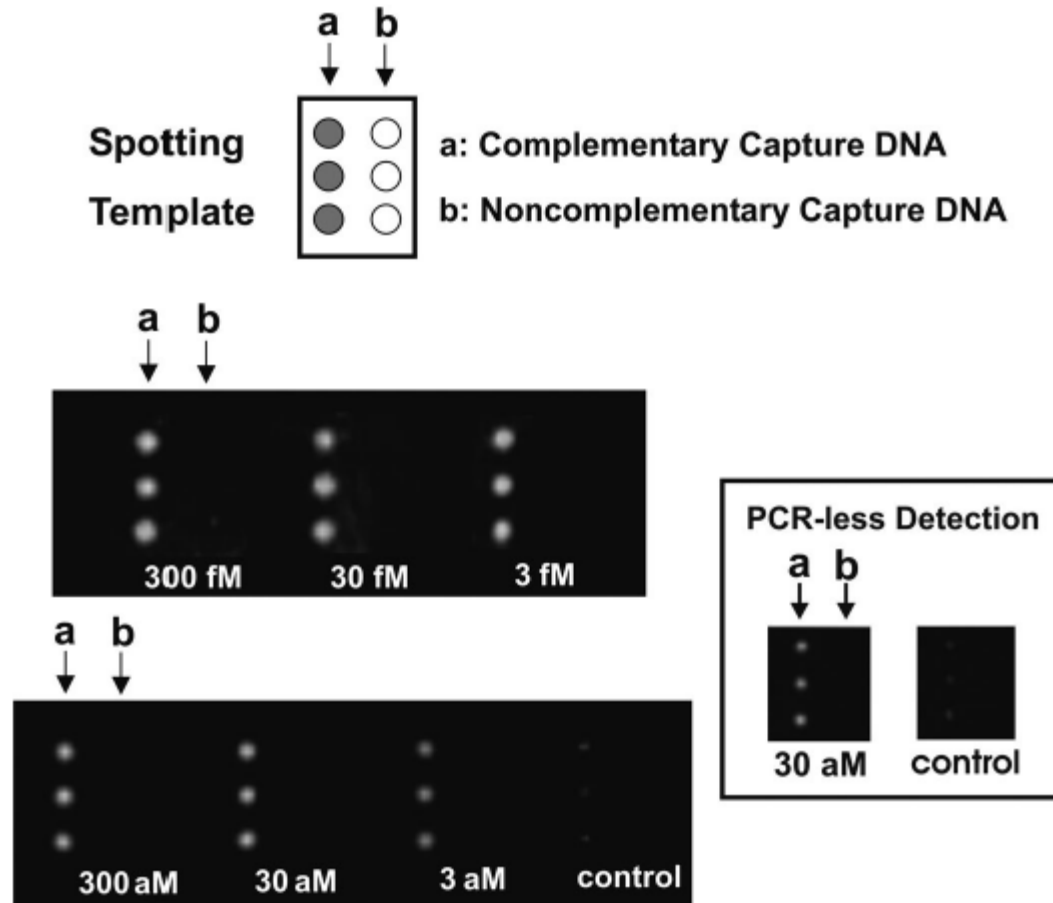 a b
Spotting
Template
a: Complementary Capture DNA
b: Noncomplementary Capture DNA
a b
300 fM 30 fM 3 fM
a b
300 aM 30 aM 3 aM control
PCR-less Detection
a b
30 aM control